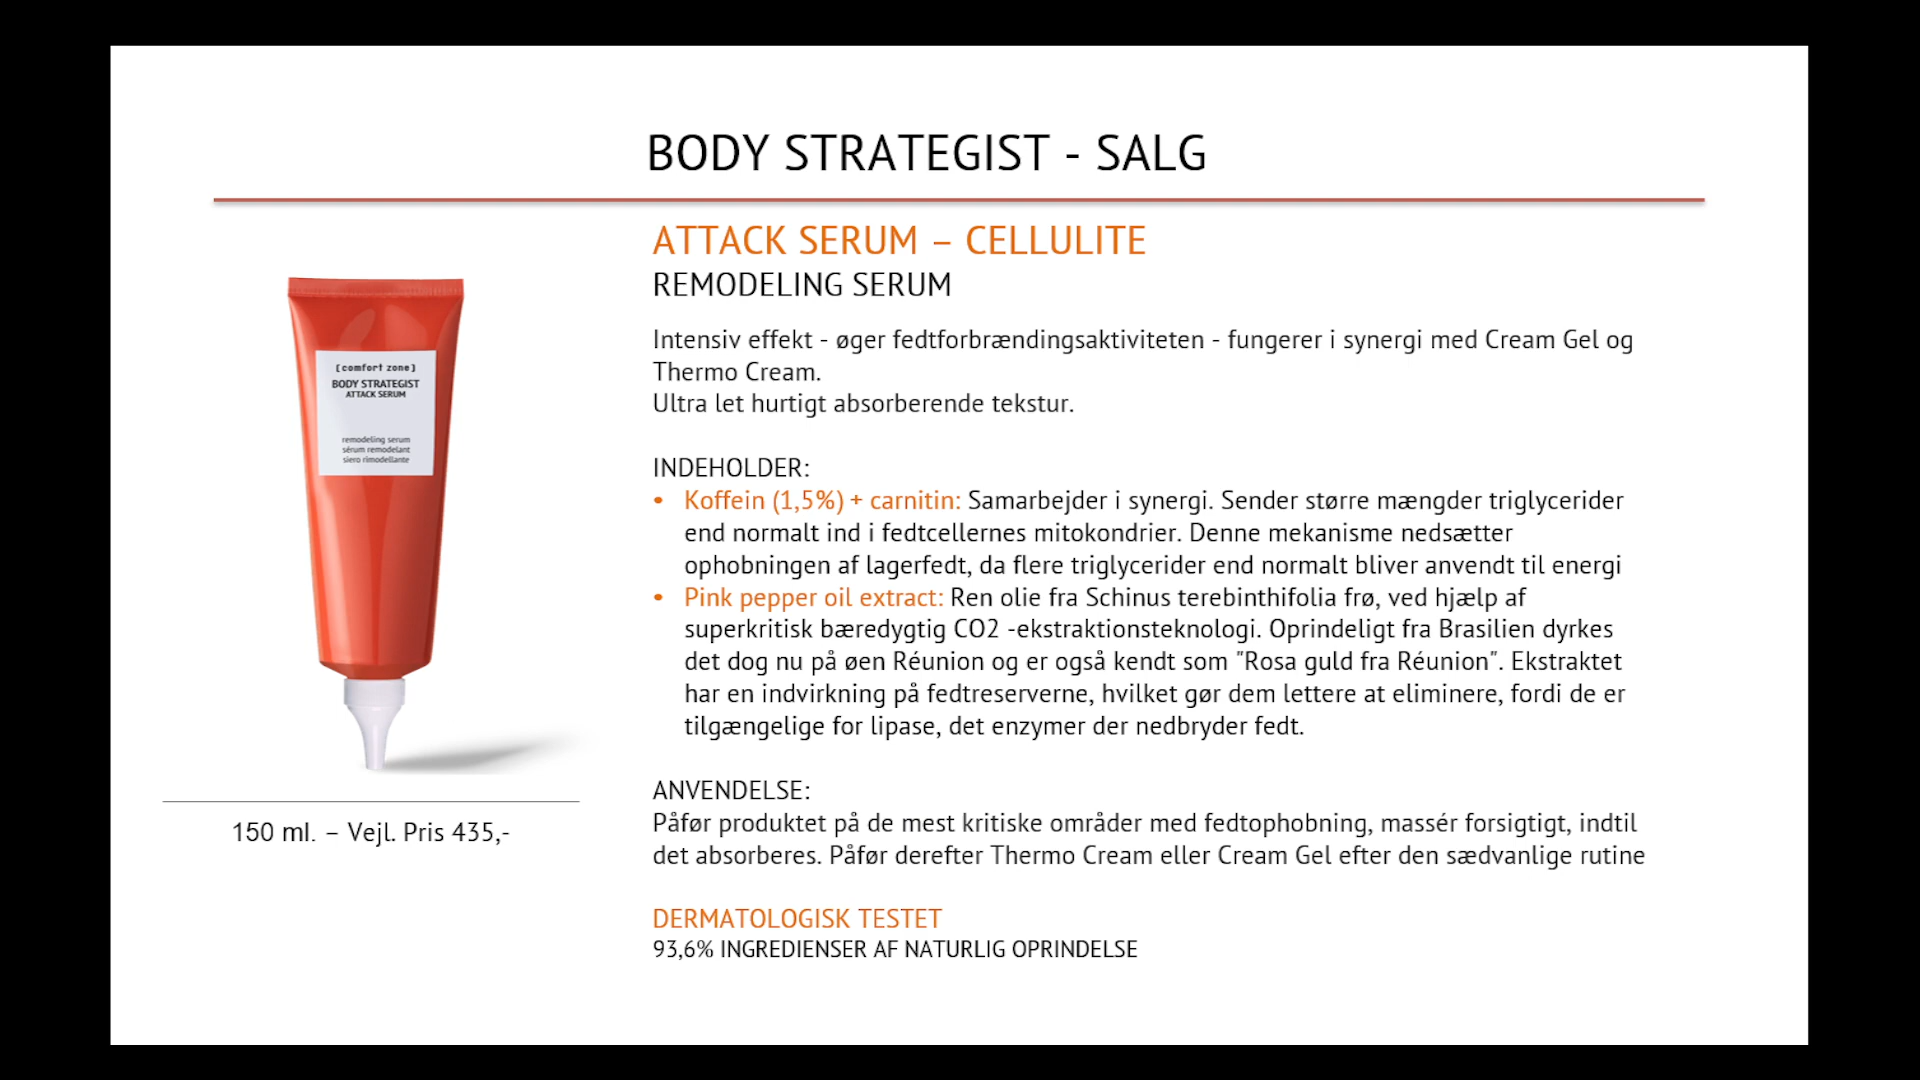 BODY STRATEGIST - SALG
ATTACK SERUM – CELLULITE
REMODELING SERUM
Intensiv effekt - øger fedtforbrændingsaktiviteten - fungerer i synergi med Cream Gel og
Thermo Cream.
Ultra let hurtigt absorberende tekstur.
INDEHOLDER:
• Koffein (1,5%) + carnitin: Samarbejder i synergi. Sender større mængder triglycerider
end normalt ind i fedtcellernes mitokondrier. Denne mekanisme nedsætter
ophobningen af lagerfedt, da flere triglycerider end normalt bliver anvendt til energi
• Pink pepper oil extract: Ren olie fra Schinus terebinthifolia frø, ved hjælp af
superkritisk bæredygtig CO2 -ekstraktionsteknologi. Oprindeligt fra Brasilien dyrkes
det dog nu på øen Réunion og er også kendt som "Rosa guld fra Réunion". Ekstraktet
har en indvirkning på fedtreserverne, hvilket gør dem lettere at eliminere, fordi de er
tilgængelige for lipase, det enzymer der nedbryder fedt.
ANVENDELSE:
Påfør produktet på de mest kritiske områder med fedtophobning, massér forsigtigt, indtil
det absorberes. Påfør derefter Thermo Cream eller Cream Gel efter den sædvanlige rutine
DERMATOLOGISK TESTET
93,6% INGREDIENSER AF NATURLIG OPRINDELSE
[comfort zone]
BODY STRATEGIST
ATTACK SERUM
remodeling serum
sérum remodelant
siero rimodellante
150 ml. – Vejl. Pris 435,-